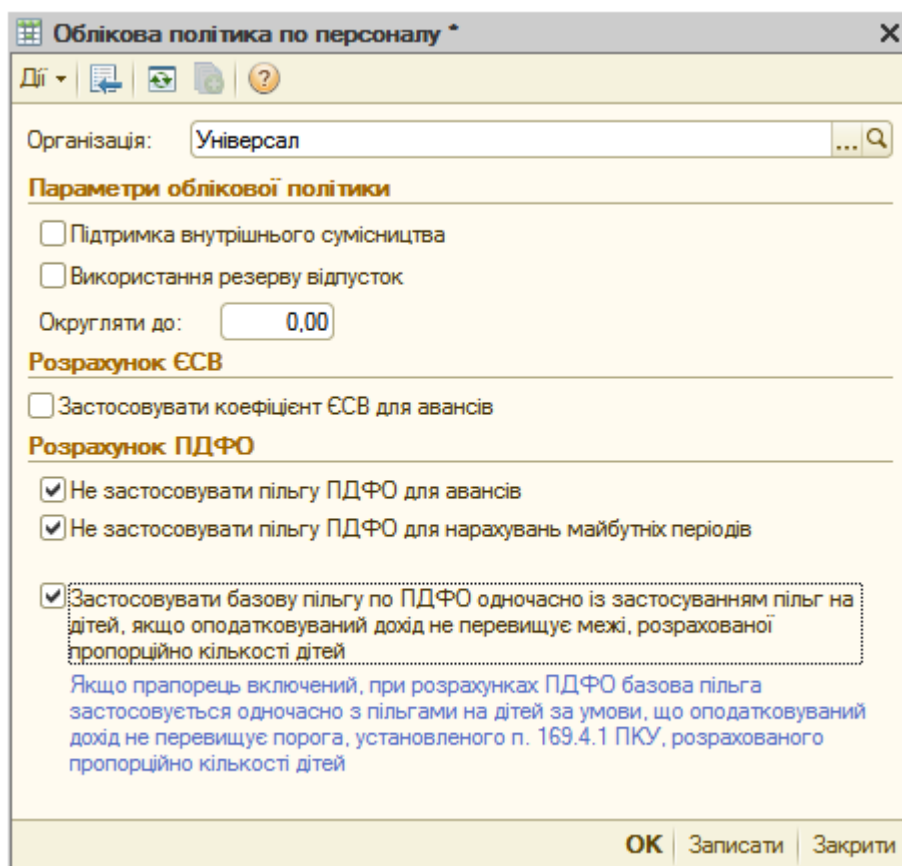 Облікова політика по персоналу *
Дії
Організація: Універсал ...
Параметри облікової політики
Підтримка внутрішнього сумісництва
Використання резерву відпусток
Округляти до: 0,00
Розрахунок ЄСВ
Застосовувати коефіцієнт ЄСВ для авансів
Розрахунок ПДФО
Не застосовувати пільгу ПДФО для авансів
Не застосовувати пільгу ПДФО для нарахувань майбутніх періодів
Застосовувати базову пільгу по ПДФО одночасно із застосуванням пільг на
дітей, якщо оподатковуваний дохід не перевищує межі, розрахованої
пропорційно кількості дітей
Якщо прапорець включений, при розрахунках ПДФО базова пільга
застосовується одночасно з пільгами на дітей за умови, що оподатковуваний
дохід не перевищує порога, установленого п. 169.4.1 ПКУ, розрахованого
пропорційно кількості дітей
ОК Записати Закрити